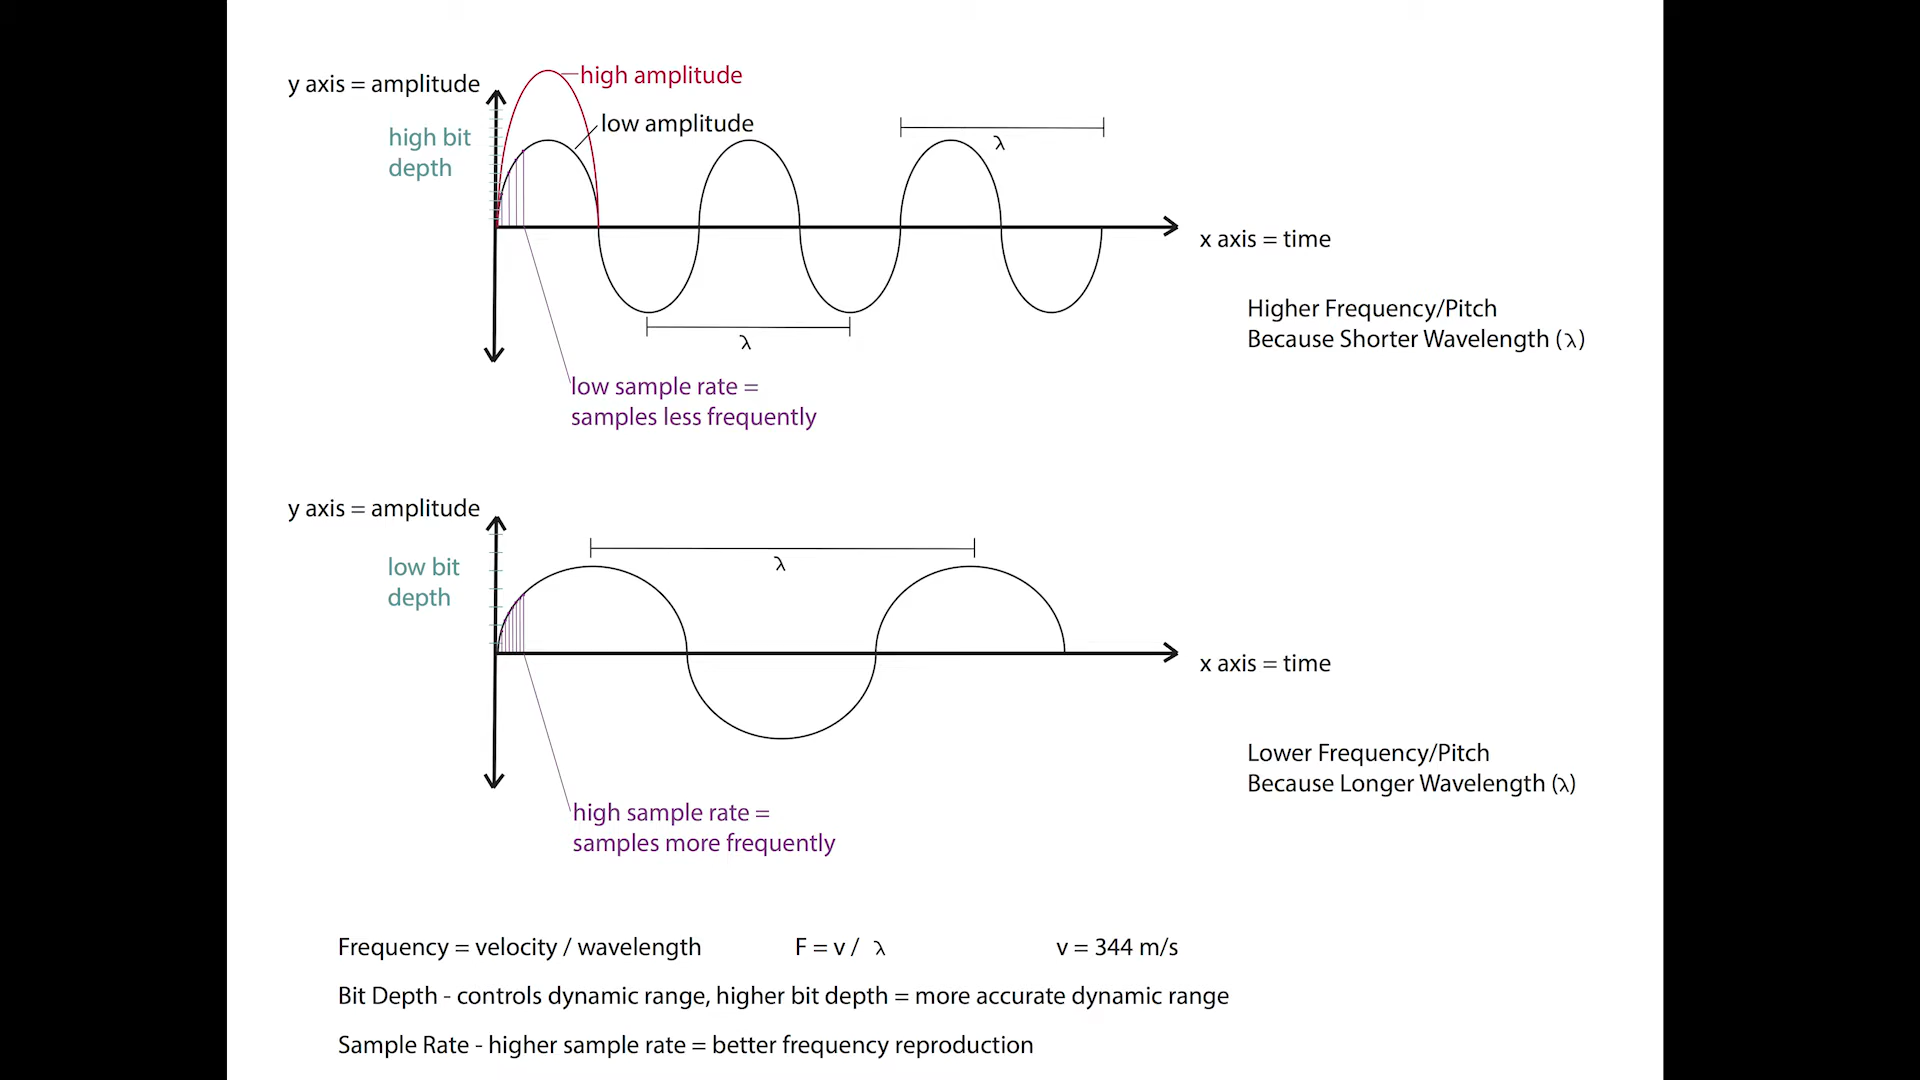 y axis = amplitude
high amplitude
low amplitude
high bit
depth
λ
x axis = time
Higher Frequency/Pitch
Because Shorter Wavelength (λ)
λ
low sample rate =
samples less frequently
y axis = amplitude
low bit
depth
λ
x axis = time
Lower Frequency/Pitch
Because Longer Wavelength (λ)
high sample rate =
samples more frequently
Frequency = velocity / wavelength F = v / λ v = 344 m/s
Bit Depth - controls dynamic range, higher bit depth = more accurate dynamic range
Sample Rate - higher sample rate = better frequency reproduction